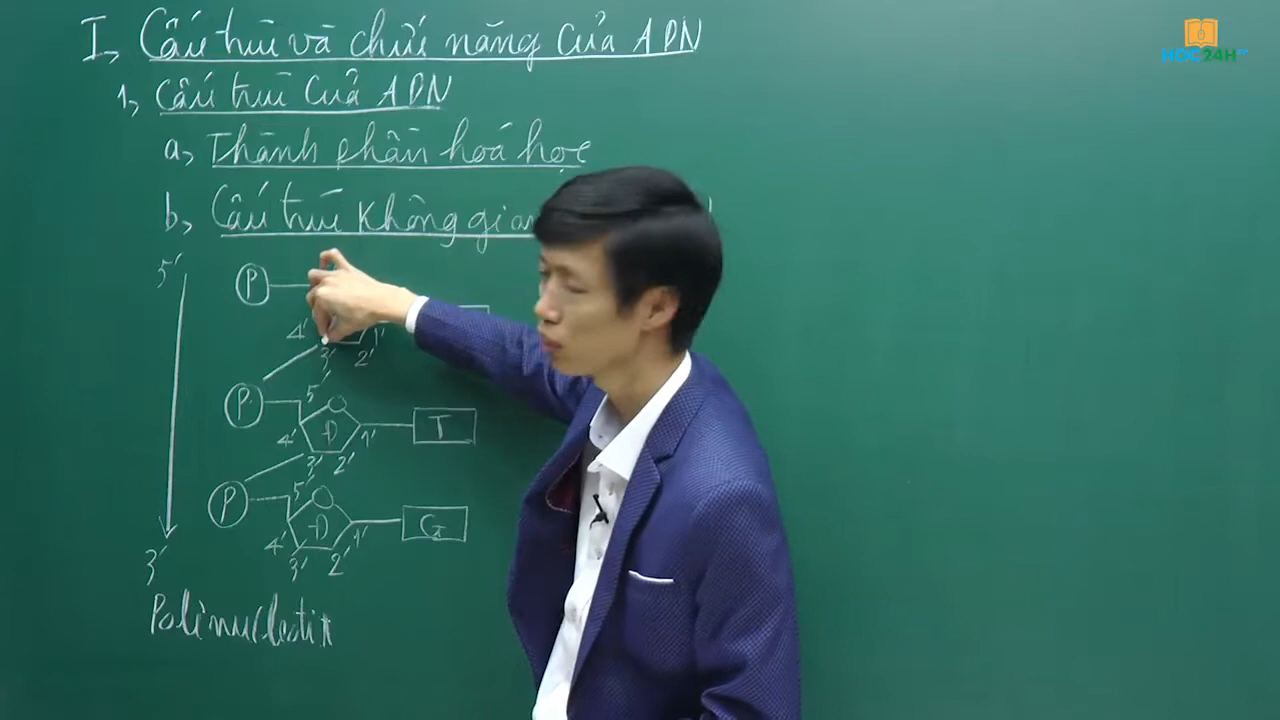 I, Cấu trúc và chức năng của ADN
HỌC24H
1, Cấu trúc của ADN
a, Thành phần hoá học
b, Cấu trúc không gian
5'
P
4' 3' 2' 1'
P 5' Đ 4' 3' 2' 1' T
P 5' Đ 4' 3' 2' 1' G
3'
Polinucleotit